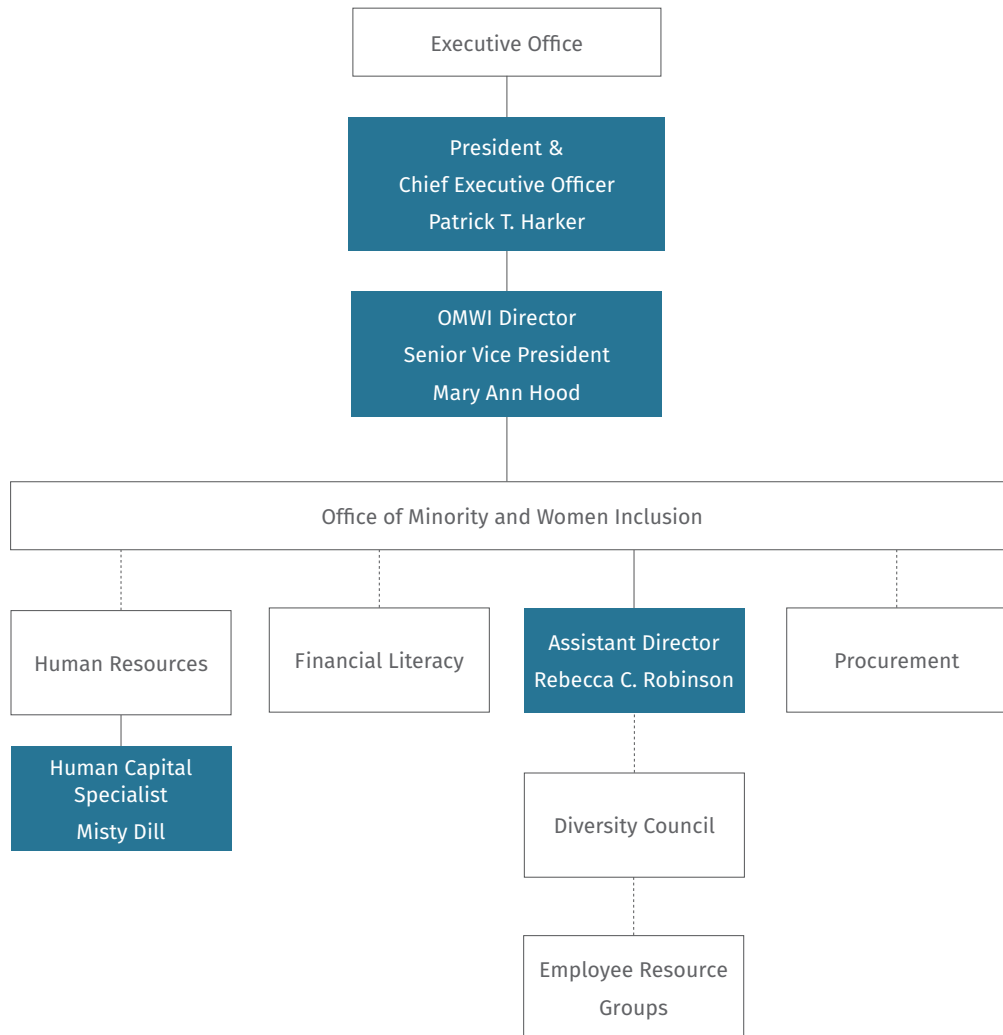 Executive Office
President &
Chief Executive Officer
Patrick T. Harker
OMWI Director
Senior Vice President
Mary Ann Hood
Office of Minority and Women Inclusion
Human Resources
Financial Literacy
Assistant Director
Rebecca C. Robinson
Procurement
Human Capital
Specialist
Misty Dill
Diversity Council
Employee Resource
Groups